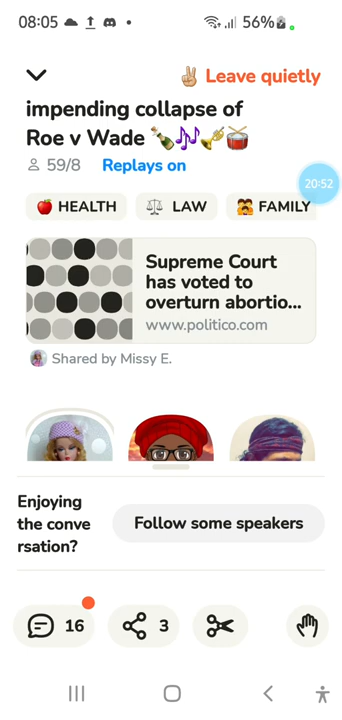 08:05 56%
Leave quietly
impending collapse of
Roe v Wade
59/8 Replays on
20:52
HEALTH LAW FAMILY
Supreme Court
has voted to
overturn abortio...
www.politico.com
Shared by Missy E.
Enjoying
the conve
rsation?
Follow some speakers
16 3